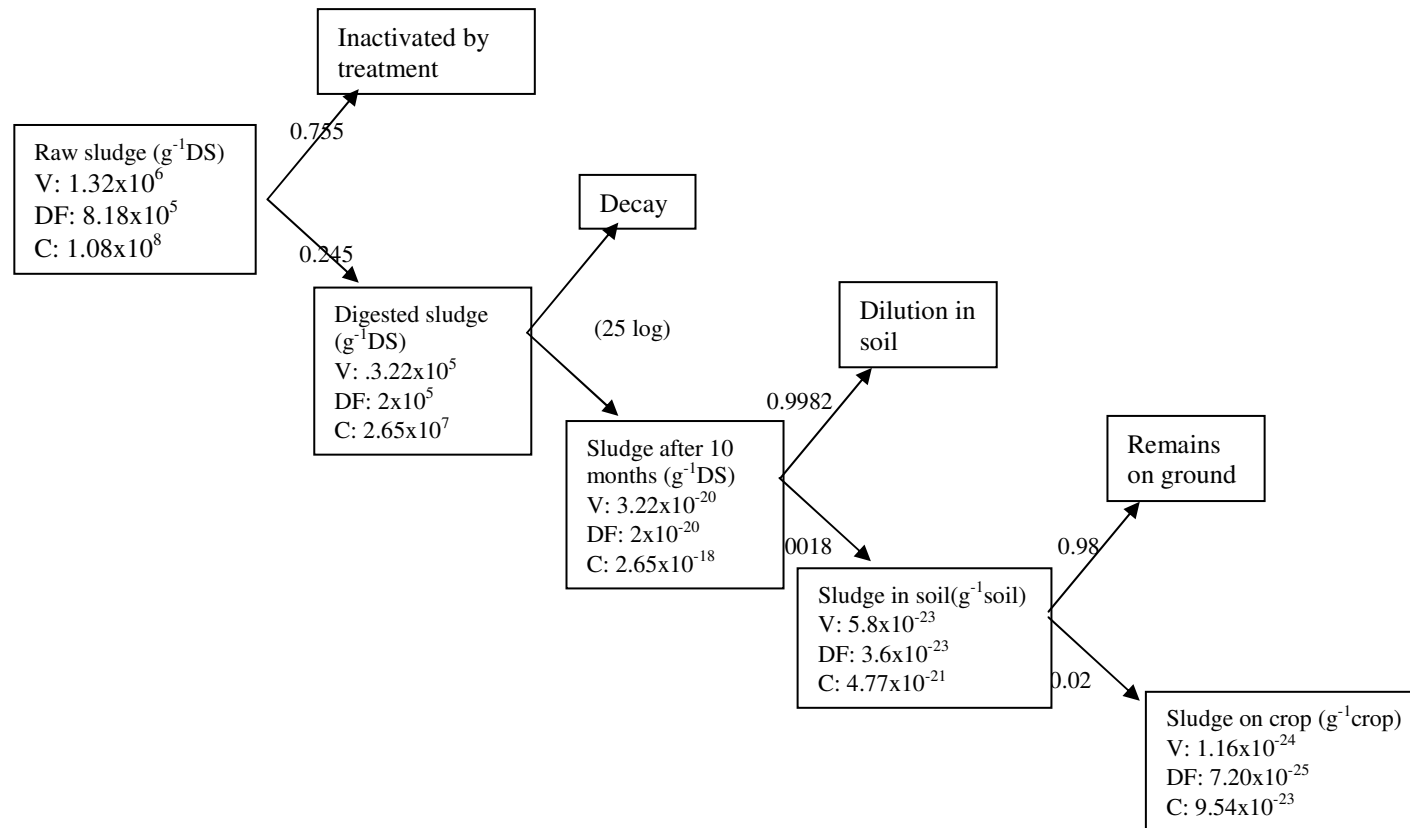 Inactivated by
treatment
0.755
Raw sludge (g⁻¹DS)
V: 1.32x10⁶
DF: 8.18x10⁵
C: 1.08x10⁸
0.245
Decay
Digested sludge
(g⁻¹DS)
V: .3.22x10⁵
DF: 2x10⁵
C: 2.65x10⁷
(25 log)
Dilution in
soil
0.9982
Sludge after 10
months (g⁻¹DS)
V: 3.22x10⁻²⁰
DF: 2x10⁻²⁰
C: 2.65x10⁻¹⁸
0018
Remains
on ground
0.98
Sludge in soil(g⁻¹soil)
V: 5.8x10⁻²³
DF: 3.6x10⁻²³
C: 4.77x10⁻²¹
0.02
Sludge on crop (g⁻¹crop)
V: 1.16x10⁻²⁴
DF: 7.20x10⁻²⁵
C: 9.54x10⁻²³